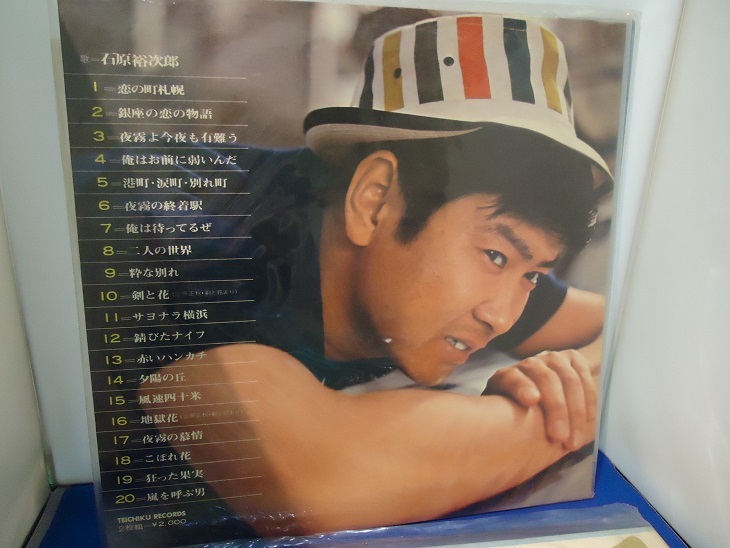 歌=石原裕次郎
1=恋の町札幌
2=銀座の恋の物語
3=夜霧よ今夜も有難う
4=俺はお前に弱いんだ
5=港町・涙町・別れ町
6=夜霧の終着駅
7=俺は待ってるぜ
8=二人の世界
9=粋な別れ
10=剣と花
11=サヨナラ横浜
12=錆びたナイフ
13=赤いハンカチ
14=夕陽の丘
15=風速四十米
16=地獄花
17=夜霧の慕情
18=こぼれ花
19=狂った果実
20=嵐を呼ぶ男
TEICHIKU RECORDS
2枚組—¥2,000